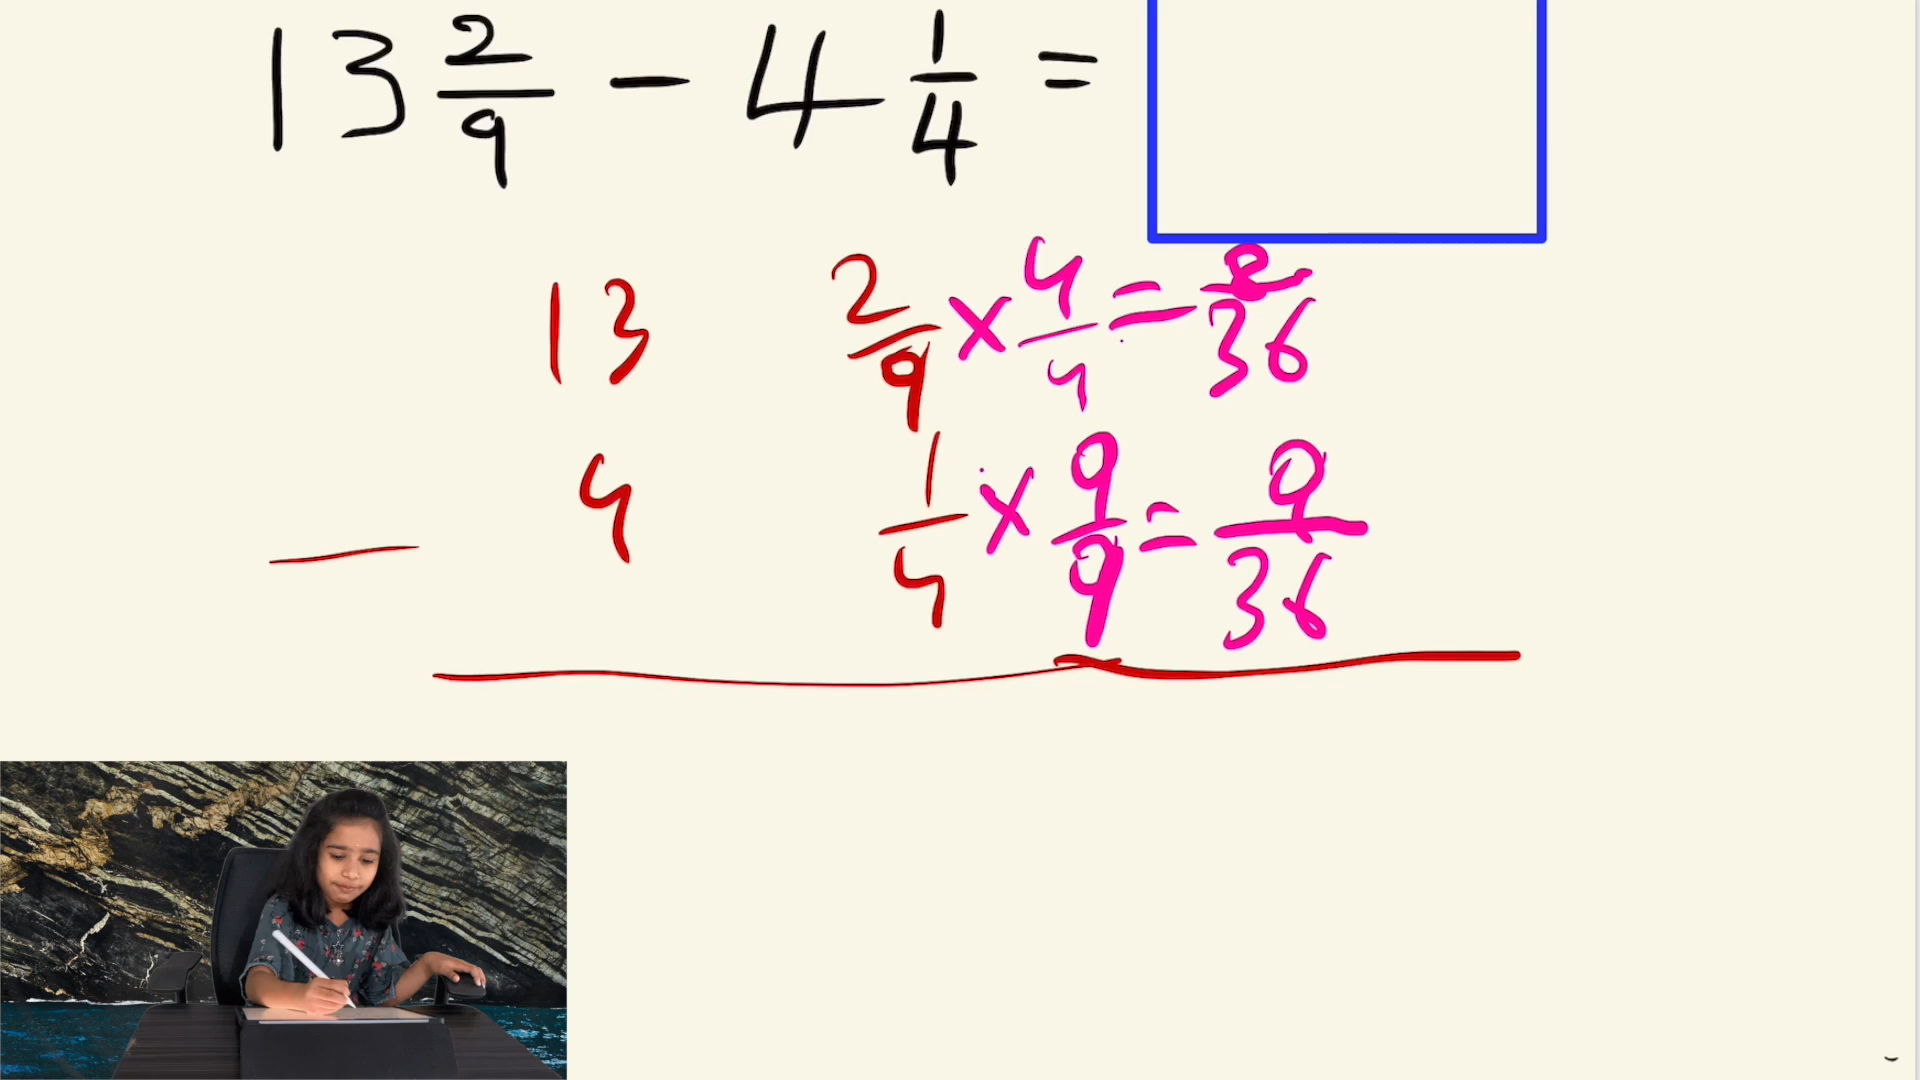 13 2/9 - 4 1/4 =
13 2/9 × 4/4 = 8/36
- 4 1/4 × 9/9 = 9/36